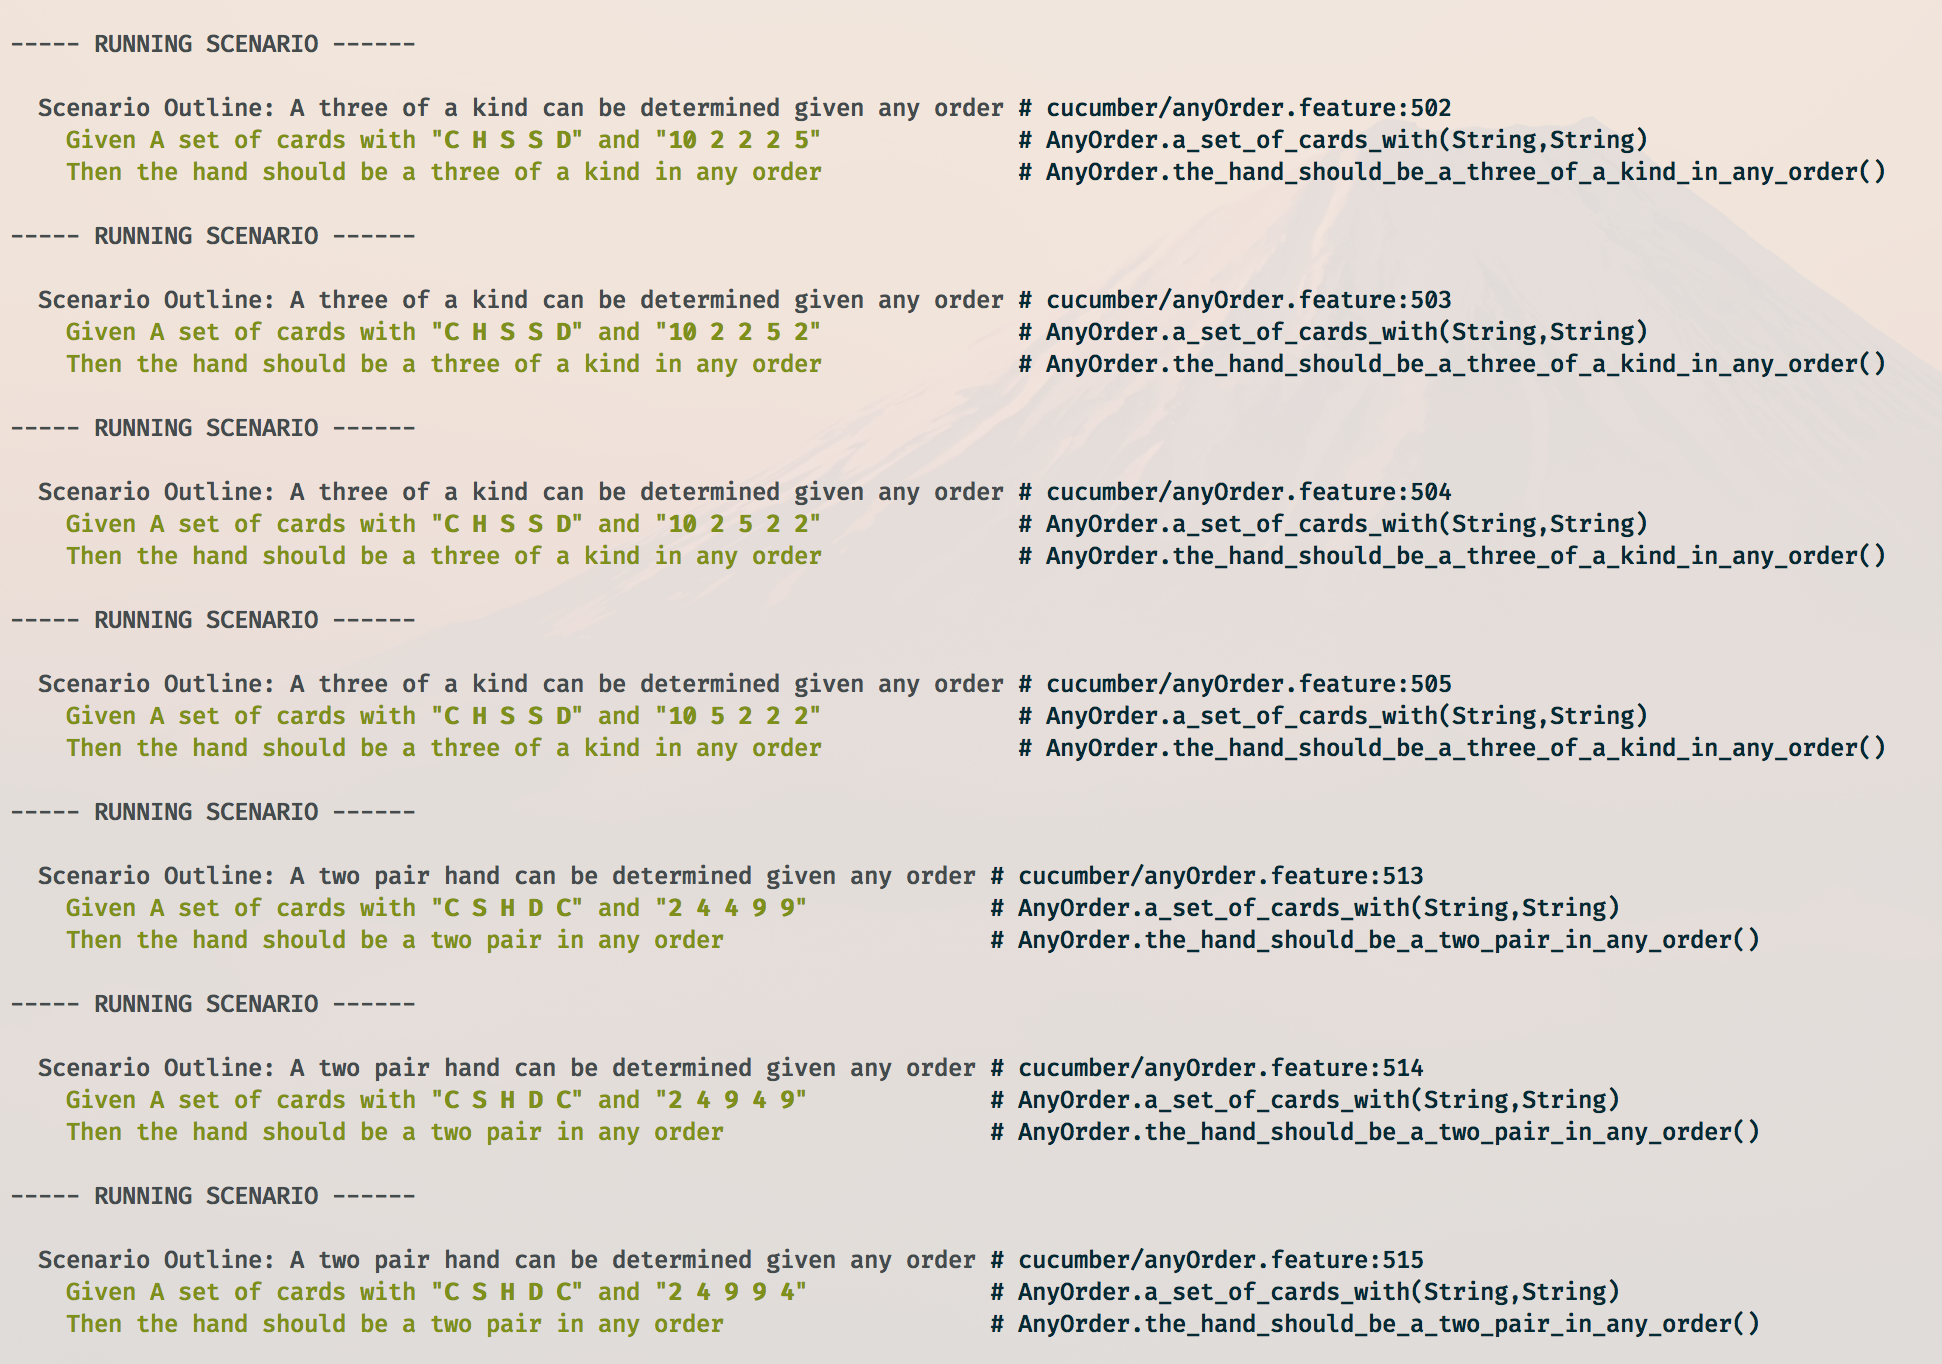 ----- RUNNING SCENARIO ------
Scenario Outline: A three of a kind can be determined given any order # cucumber/anyOrder.feature:502
Given A set of cards with "C H S S D" and "10 2 2 2 5" # AnyOrder.a_set_of_cards_with(String,String)
Then the hand should be a three of a kind in any order # AnyOrder.the_hand_should_be_a_three_of_a_kind_in_any_order()
----- RUNNING SCENARIO ------
Scenario Outline: A three of a kind can be determined given any order # cucumber/anyOrder.feature:503
Given A set of cards with "C H S S D" and "10 2 2 5 2" # AnyOrder.a_set_of_cards_with(String,String)
Then the hand should be a three of a kind in any order # AnyOrder.the_hand_should_be_a_three_of_a_kind_in_any_order()
----- RUNNING SCENARIO ------
Scenario Outline: A three of a kind can be determined given any order # cucumber/anyOrder.feature:504
Given A set of cards with "C H S S D" and "10 2 5 2 2" # AnyOrder.a_set_of_cards_with(String,String)
Then the hand should be a three of a kind in any order # AnyOrder.the_hand_should_be_a_three_of_a_kind_in_any_order()
----- RUNNING SCENARIO ------
Scenario Outline: A three of a kind can be determined given any order # cucumber/anyOrder.feature:505
Given A set of cards with "C H S S D" and "10 5 2 2 2" # AnyOrder.a_set_of_cards_with(String,String)
Then the hand should be a three of a kind in any order # AnyOrder.the_hand_should_be_a_three_of_a_kind_in_any_order()
----- RUNNING SCENARIO ------
Scenario Outline: A two pair hand can be determined given any order # cucumber/anyOrder.feature:513
Given A set of cards with "C S H D C" and "2 4 4 9 9" # AnyOrder.a_set_of_cards_with(String,String)
Then the hand should be a two pair in any order # AnyOrder.the_hand_should_be_a_two_pair_in_any_order()
----- RUNNING SCENARIO ------
Scenario Outline: A two pair hand can be determined given any order # cucumber/anyOrder.feature:514
Given A set of cards with "C S H D C" and "2 4 9 4 9" # AnyOrder.a_set_of_cards_with(String,String)
Then the hand should be a two pair in any order # AnyOrder.the_hand_should_be_a_two_pair_in_any_order()
----- RUNNING SCENARIO ------
Scenario Outline: A two pair hand can be determined given any order # cucumber/anyOrder.feature:515
Given A set of cards with "C S H D C" and "2 4 9 9 4" # AnyOrder.a_set_of_cards_with(String,String)
Then the hand should be a two pair in any order # AnyOrder.the_hand_should_be_a_two_pair_in_any_order()